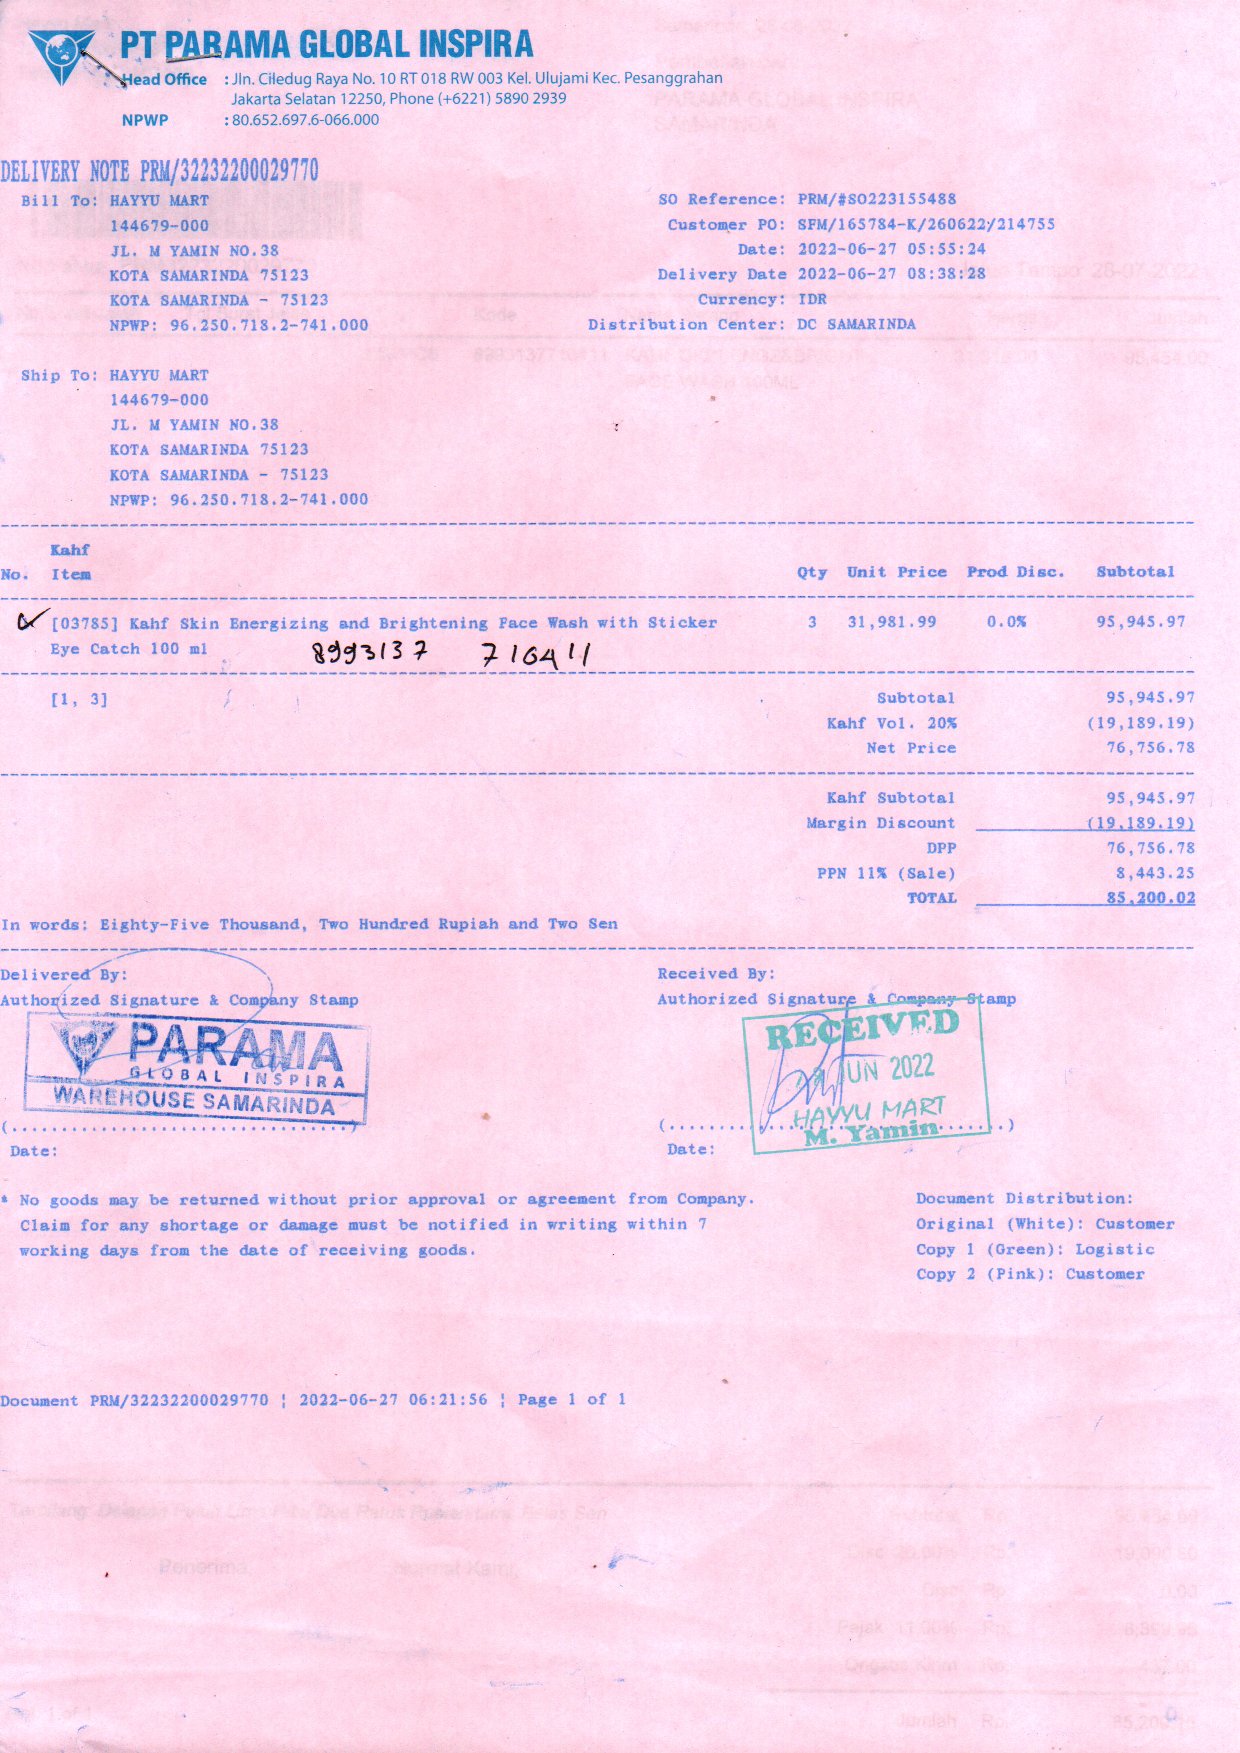 PT PARAMA GLOBAL INSPIRA
Head Office : Jln. Ciledug Raya No. 10 RT 018 RW 003 Kel. Ulujami Kec. Pesanggrahan
Jakarta Selatan 12250, Phone (+6221) 5890 2939
NPWP : 80.652.697.6-066.000
DELIVERY NOTE PRM/32232200029770
Bill To: HAYYU MART SO Reference: PRM/#SO223155488
144679-000 Customer PO: SFM/165784-K/260622/214755
JL. M YAMIN NO.38 Date: 2022-06-27 05:55:24
KOTA SAMARINDA 75123 Delivery Date 2022-06-27 08:38:28
KOTA SAMARINDA - 75123 Currency: IDR
NPWP: 96.250.718.2-741.000 Distribution Center: DC SAMARINDA
Ship To: HAYYU MART
144679-000
JL. M YAMIN NO.38
KOTA SAMARINDA 75123
KOTA SAMARINDA - 75123
NPWP: 96.250.718.2-741.000
Kahf
No. Item Qty Unit Price Prod Disc. Subtotal
[03785] Kahf Skin Energizing and Brightening Face Wash with Sticker 3 31,981.99 0.0% 95,945.97
Eye Catch 100 ml 8993137 710411
[1, 3] Subtotal 95,945.97
Kahf Vol. 20% (19,189.19)
Net Price 76,756.78
Kahf Subtotal 95,945.97
Margin Discount (19,189.19)
DPP 76,756.78
PPN 11% (Sale) 8,443.25
TOTAL 85,200.02
In words: Eighty-Five Thousand, Two Hundred Rupiah and Two Sen
Delivered By: Received By:
Authorized Signature & Company Stamp Authorized Signature & Company Stamp
PARAMA
GLOBAL INSPIRA
WAREHOUSE SAMARINDA
RECEIVED
JUN 2022
HAYYU MART
M. Yamin
(..................................) (..................................)
Date: Date:
* No goods may be returned without prior approval or agreement from Company. Document Distribution:
Claim for any shortage or damage must be notified in writing within 7 Original (White): Customer
working days from the date of receiving goods. Copy 1 (Green): Logistic
Copy 2 (Pink): Customer
Document PRM/32232200029770 ¦ 2022-06-27 06:21:56 ¦ Page 1 of 1